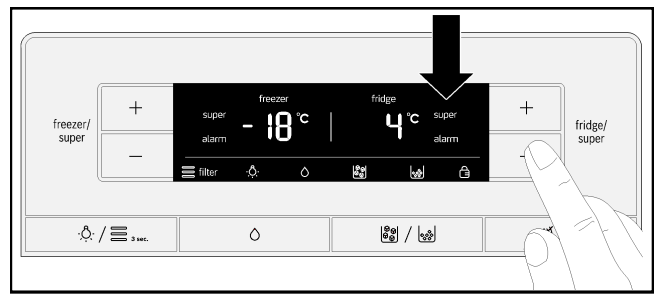 freezer/
super
+
−
freezer
super
alarm
- 18 °C
fridge
4 °C
super
alarm
filter
+
fridge/
super
/
3 sec.
/